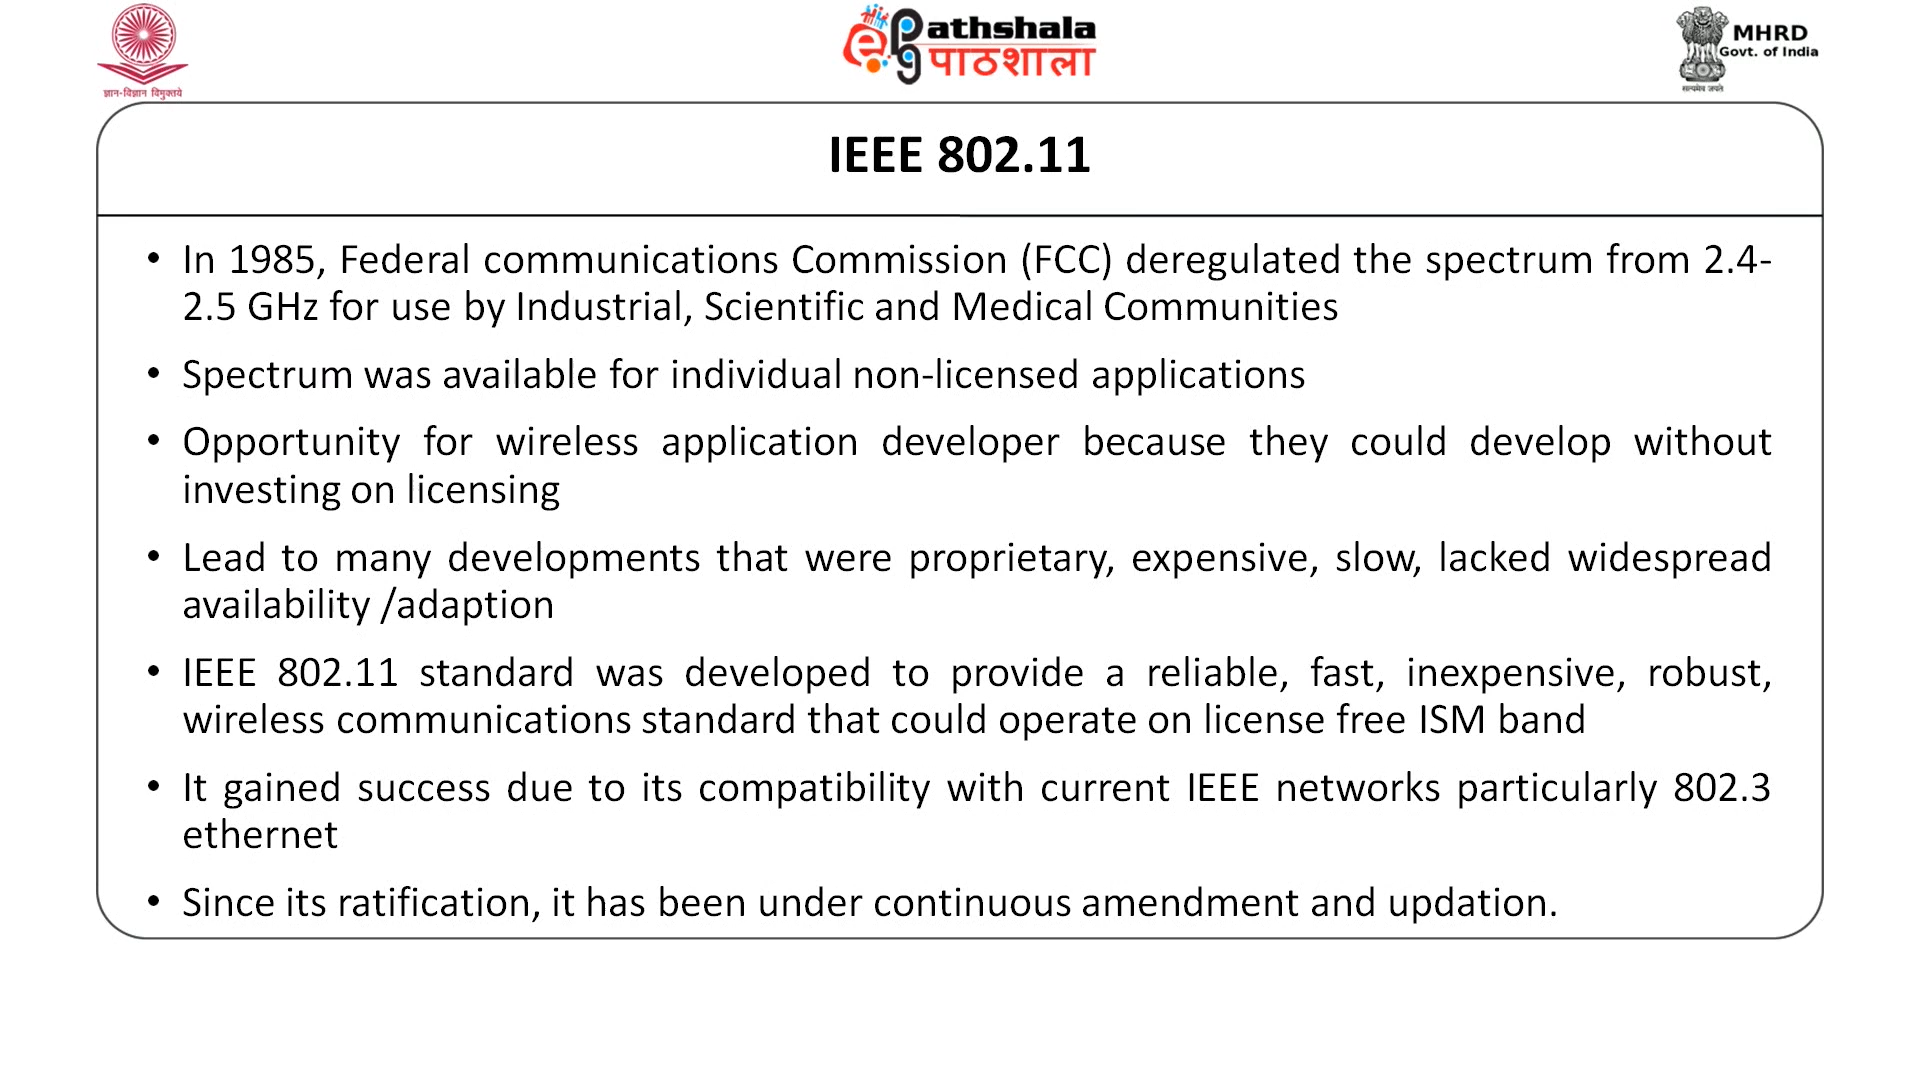 ज्ञान-विज्ञान विमुक्तये
ePG athshala
पाठशाला
MHRD
Govt. of India
सत्यमेव जयते
IEEE 802.11
• In 1985, Federal communications Commission (FCC) deregulated the spectrum from 2.4-
2.5 GHz for use by Industrial, Scientific and Medical Communities
• Spectrum was available for individual non-licensed applications
• Opportunity for wireless application developer because they could develop without
investing on licensing
• Lead to many developments that were proprietary, expensive, slow, lacked widespread
availability /adaption
• IEEE 802.11 standard was developed to provide a reliable, fast, inexpensive, robust,
wireless communications standard that could operate on license free ISM band
• It gained success due to its compatibility with current IEEE networks particularly 802.3
ethernet
• Since its ratification, it has been under continuous amendment and updation.